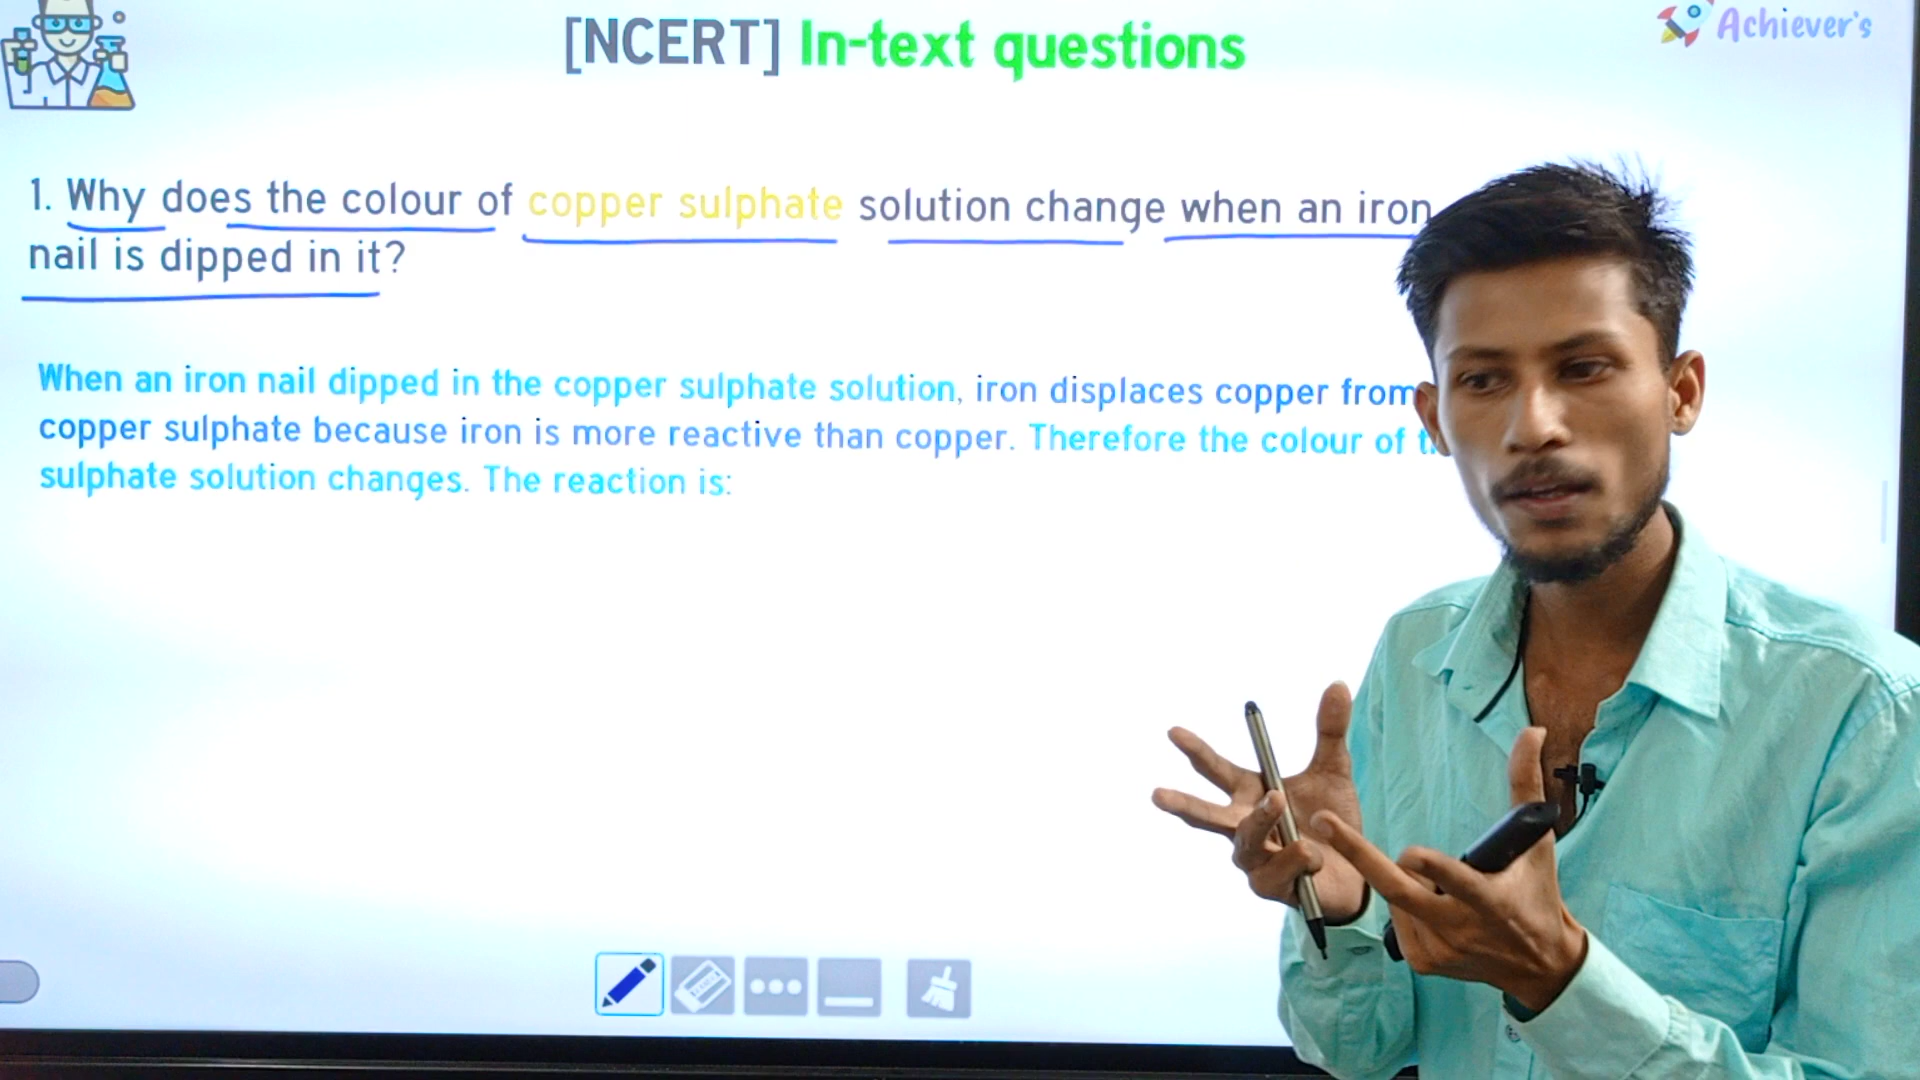 [NCERT] In-text questions
Achiever's
1. Why does the colour of copper sulphate solution change when an iron
nail is dipped in it?
When an iron nail dipped in the copper sulphate solution, iron displaces copper from
copper sulphate because iron is more reactive than copper. Therefore the colour of
sulphate solution changes. The reaction is: